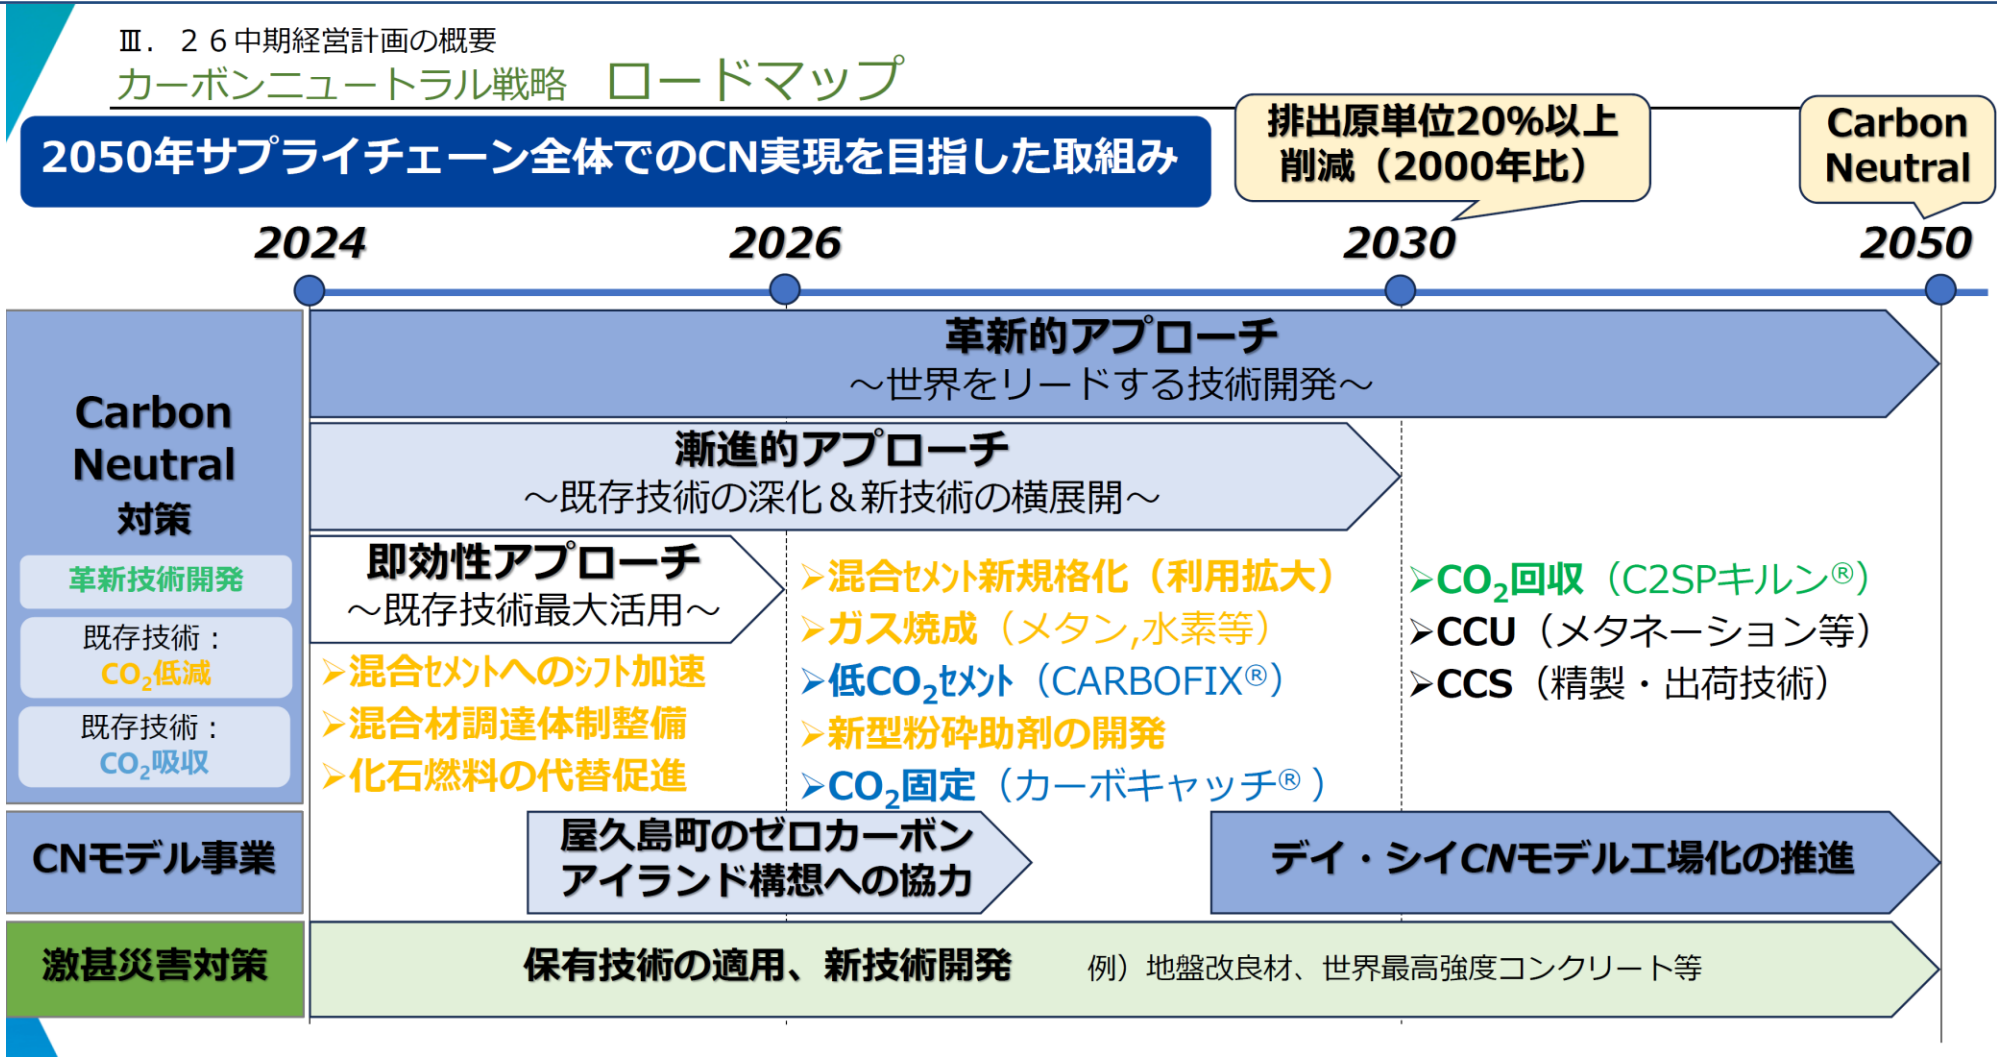 Ⅲ．２６中期経営計画の概要
カーボンニュートラル戦略　ロードマップ
2050年サプライチェーン全体でのCN実現を目指した取組み
排出原単位20%以上
削減（2000年比）
Carbon
Neutral
2024
2026
2030
2050
Carbon
Neutral
対策
革新技術開発
既存技術：
CO₂低減
既存技術：
CO₂吸収
革新的アプローチ
～世界をリードする技術開発～
漸進的アプローチ
～既存技術の深化＆新技術の横展開～
即効性アプローチ
～既存技術最大活用～
➢混合ｾﾒﾝﾄへのｼﾌﾄ加速
➢混合材調達体制整備
➢化石燃料の代替促進
➢混合ｾﾒﾝﾄ新規格化（利用拡大）
➢ガス焼成（メタン,水素等）
➢低CO₂ｾﾒﾝﾄ（CARBOFIX®）
➢新型粉砕助剤の開発
➢CO₂固定（カーボキャッチ®）
➢CO₂回収（C2SPキルン®）
➢CCU（メタネーション等）
➢CCS（精製・出荷技術）
CNモデル事業
屋久島町のゼロカーボン
アイランド構想への協力
デイ・シイCNモデル工場化の推進
激甚災害対策
保有技術の適用、新技術開発　例）地盤改良材、世界最高強度コンクリート等